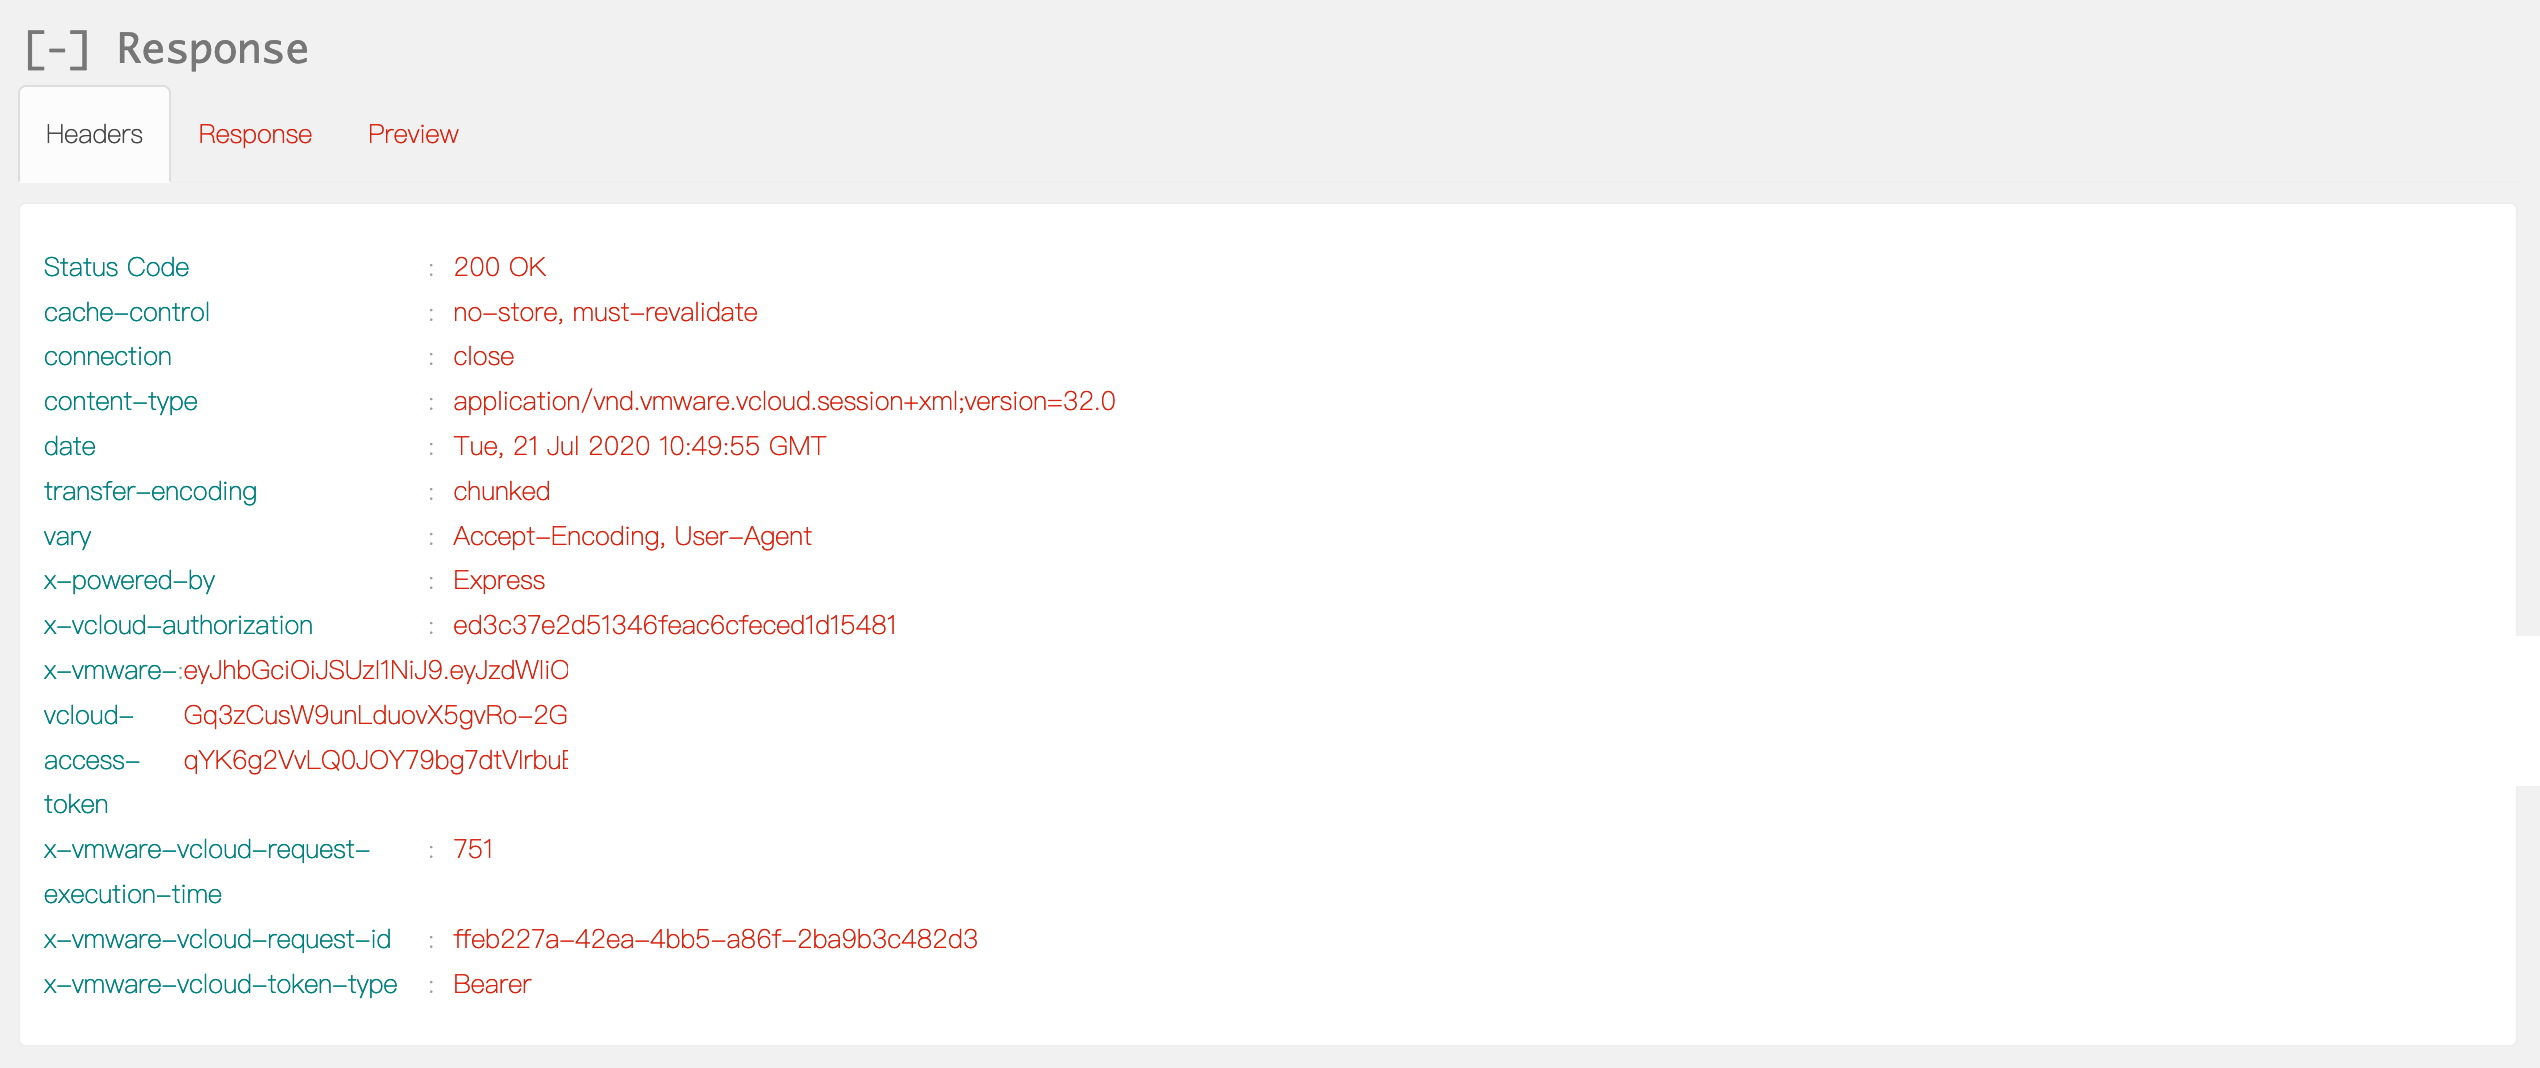 [-] Response
Headers Response Preview
Status Code : 200 OK
cache-control : no-store, must-revalidate
connection : close
content-type : application/vnd.vmware.vcloud.session+xml;version=32.0
date : Tue, 21 Jul 2020 10:49:55 GMT
transfer-encoding : chunked
vary : Accept-Encoding, User-Agent
x-powered-by : Express
x-vcloud-authorization : ed3c37e2d51346feac6cfeced1d15481
x-vmware- : eyJhbGciOiJSUzI1NiJ9.eyJzdWIiO
vcloud- Gq3zCusW9unLduovX5gvRo-2G
access- qYK6g2VvLQ0JOY79bg7dtVIrbuE
token
x-vmware-vcloud-request- : 751
execution-time
x-vmware-vcloud-request-id : ffeb227a-42ea-4bb5-a86f-2ba9b3c482d3
x-vmware-vcloud-token-type : Bearer